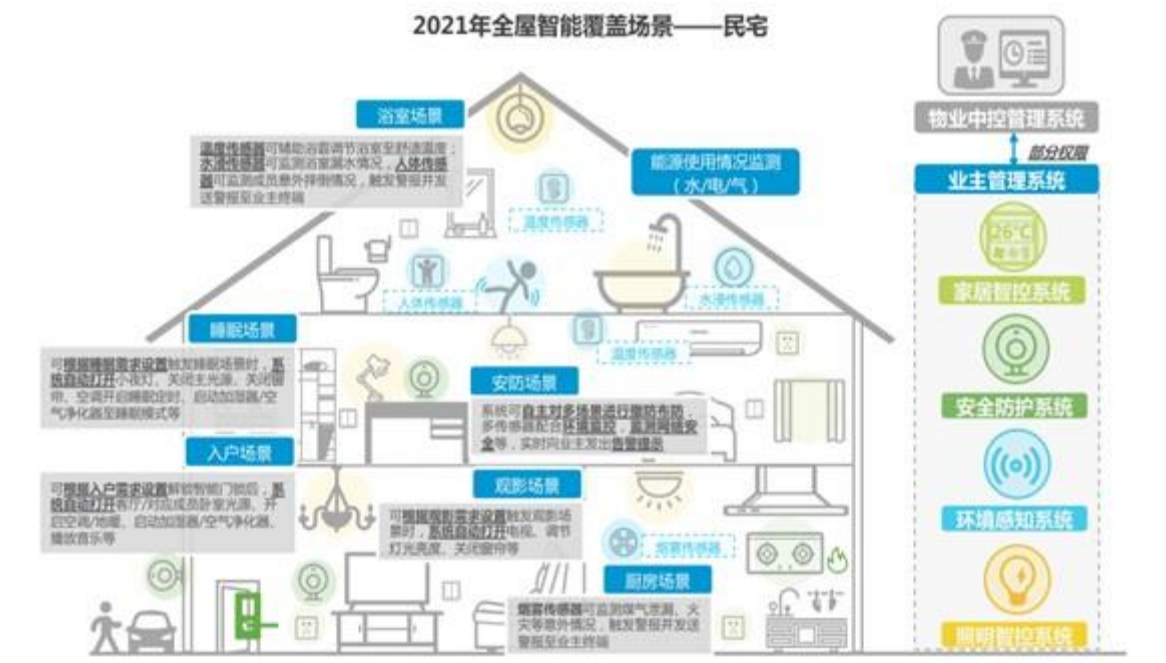 2021年全屋智能覆盖场景——民宅
浴室场景
温度传感器可辅助浴霸调节浴室至舒适温度；
水浸传感器可监测浴室漏水情况，人体传感
器可监测成员意外摔倒情况，触发警报并发
送警报至业主终端
能源使用情况监测
（水/电/气）
温度传感器
人体传感器
水浸传感器
睡眠场景
可根据睡眠需求设置触发睡眠场景时，系
统自动打开小夜灯、关闭主光源、关闭窗
帘、空调开启睡眠定时、启动加湿器/空
气净化器至睡眠模式等
温度传感器
安防场景
系统可自主对多场景进行撤防布防，
多传感器配合环境监控，监测网络安
全等，实时向业主发出告警提示
入户场景
可根据入户需求设置解锁智能门锁后，系
统自动打开客厅/对应成员卧室光源、开
启空调/地暖、启动加湿器/空气净化器、
播放音乐等
观影场景
可根据观影需求设置触发观影场
景时，系统自动打开电视、调节
灯光亮度、关闭窗帘等
烟雾传感器
厨房场景
烟雾传感器可监测煤气泄漏、火
灾等意外情况，触发警报并发送
警报至业主终端
物业中控管理系统
部分权限
业主管理系统
26°C
家居智控系统
安全防护系统
环境感知系统
照明智控系统